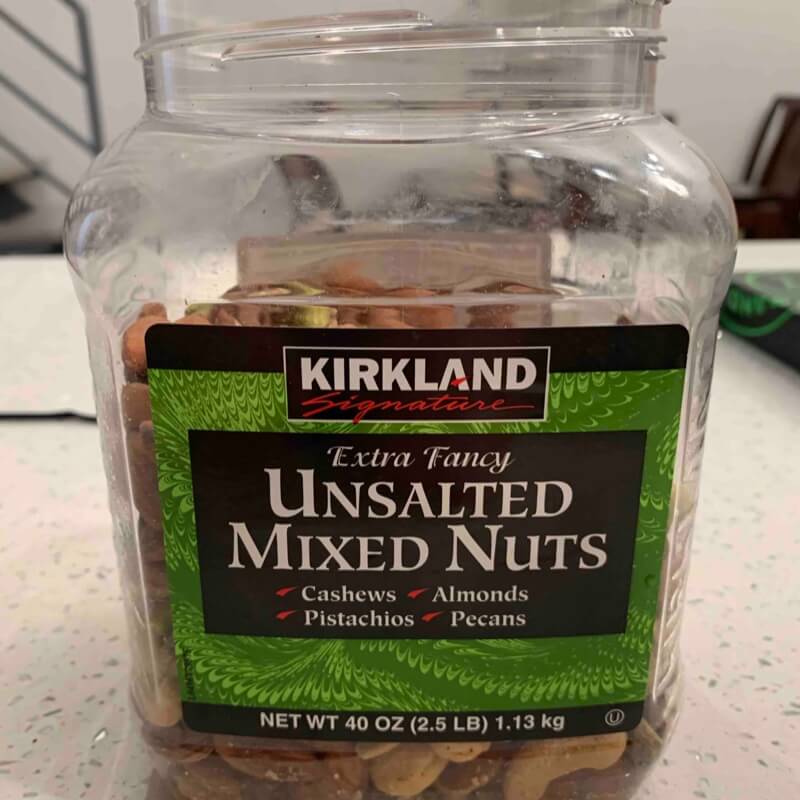 KIRKLAND
Signature
Extra Fancy
UNSALTED
MIXED NUTS
Cashews Almonds
Pistachios Pecans
NET WT 40 OZ (2.5 LB) 1.13 kg
U